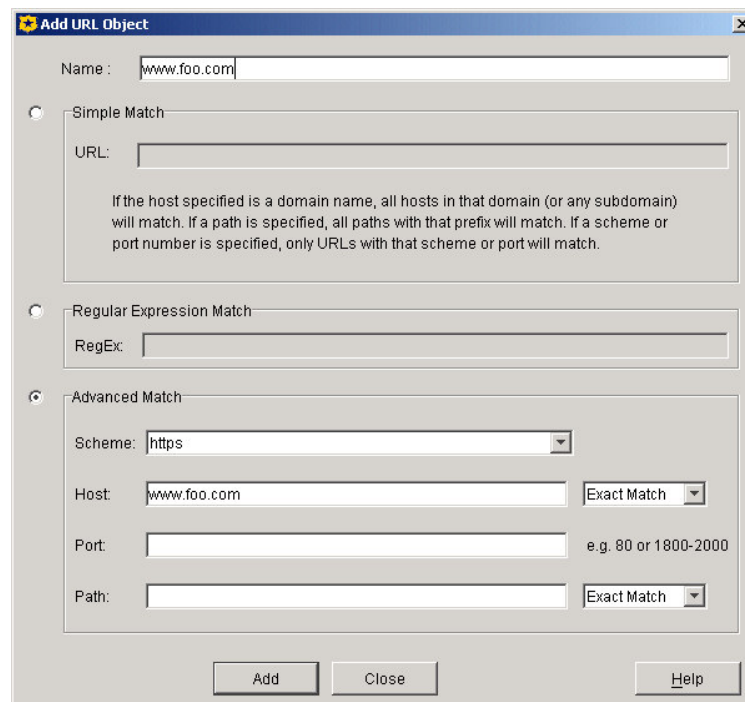 Add URL Object
Name : www.foo.com
Simple Match
URL:
If the host specified is a domain name, all hosts in that domain (or any subdomain)
will match. If a path is specified, all paths with that prefix will match. If a scheme or
port number is specified, only URLs with that scheme or port will match.
Regular Expression Match
RegEx:
Advanced Match
Scheme: https
Host: www.foo.com Exact Match
Port: e.g. 80 or 1800-2000
Path: Exact Match
Add Close Help